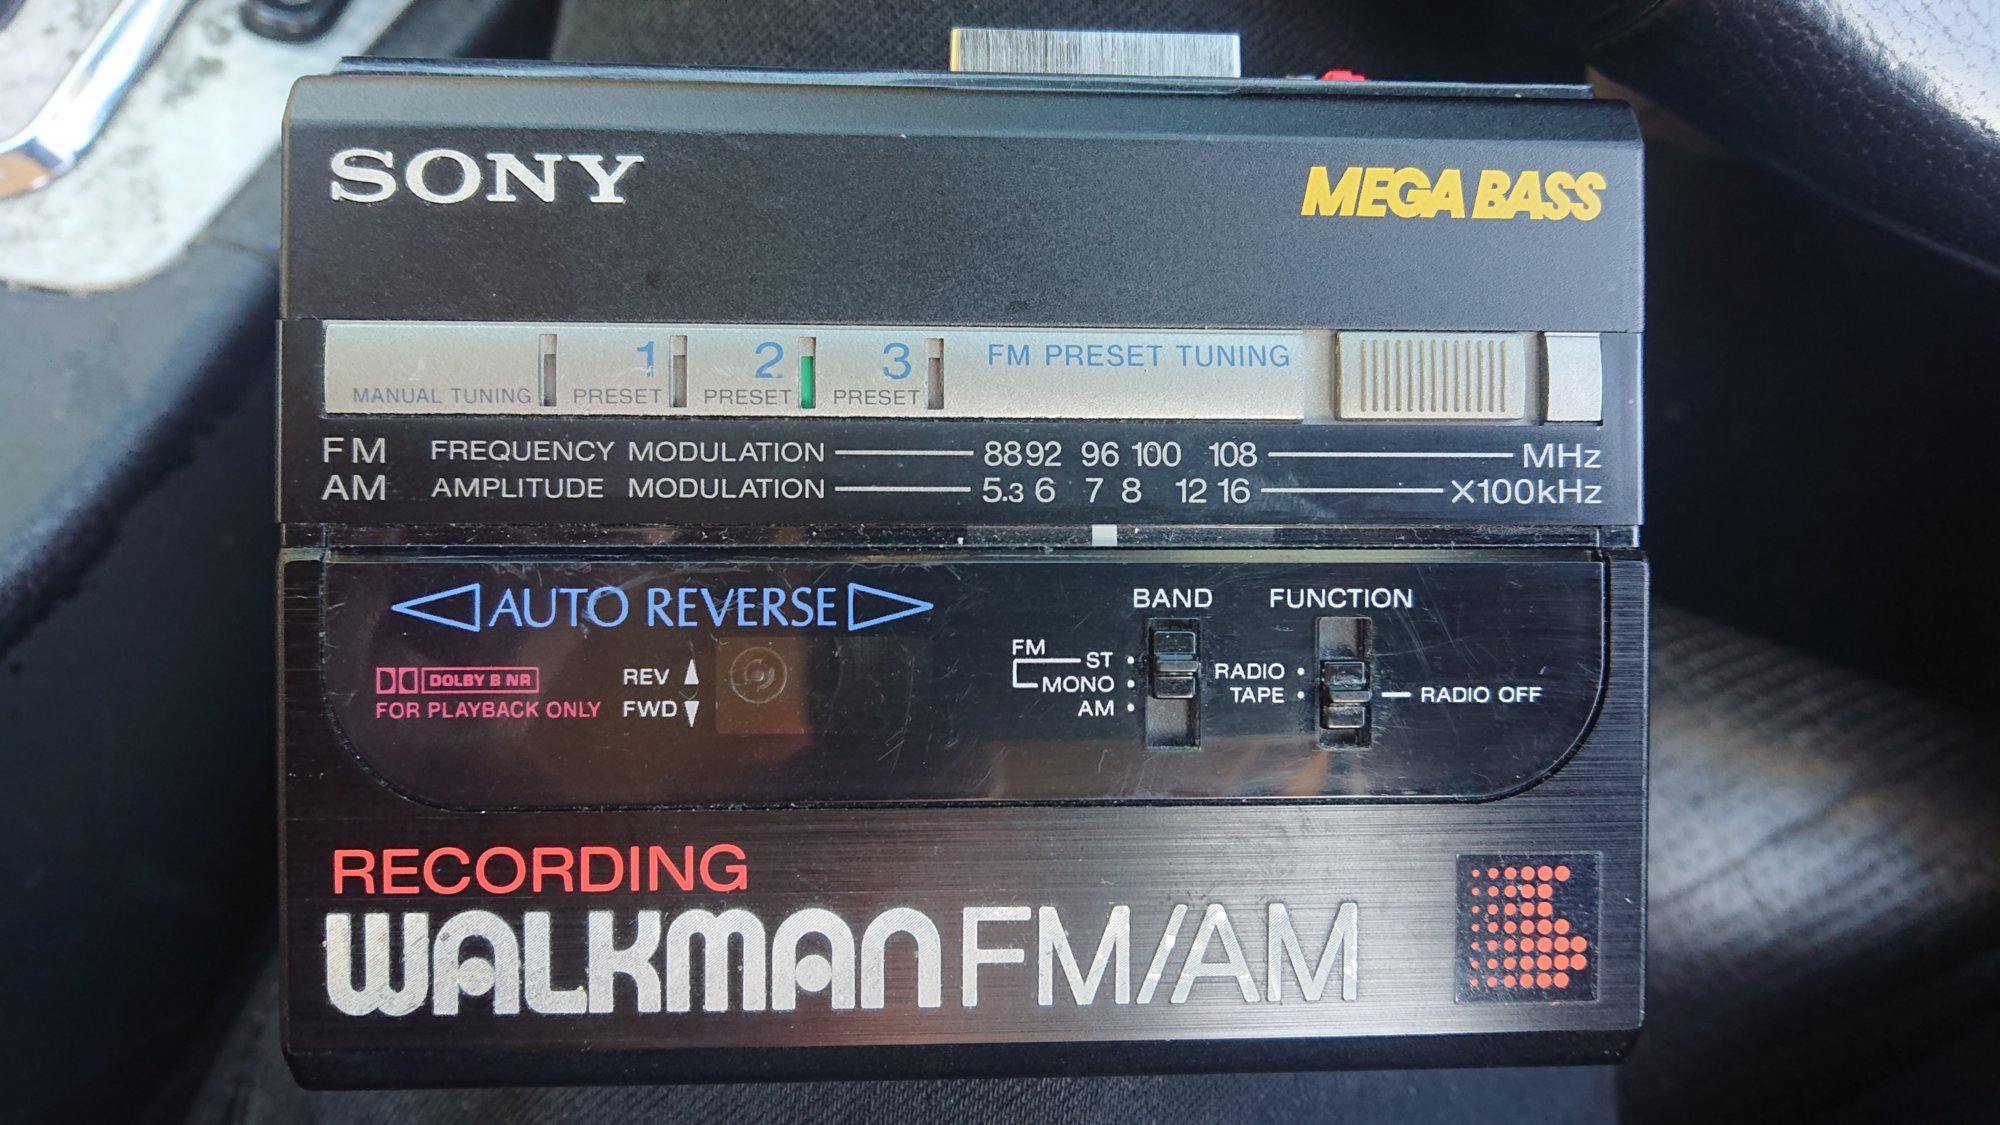 SONY
MEGA BASS
MANUAL TUNING
1 PRESET
2 PRESET
3 PRESET
FM PRESET TUNING
FM FREQUENCY MODULATION 88 92 96 100 108 MHz
AM AMPLITUDE MODULATION 5.3 6 7 8 12 16 X100kHz
AUTO REVERSE
DOLBY B NR
FOR PLAYBACK ONLY
REV
FWD
BAND
FM
ST
MONO
AM
FUNCTION
RADIO
TAPE
RADIO OFF
RECORDING
WALKMAN FM/AM